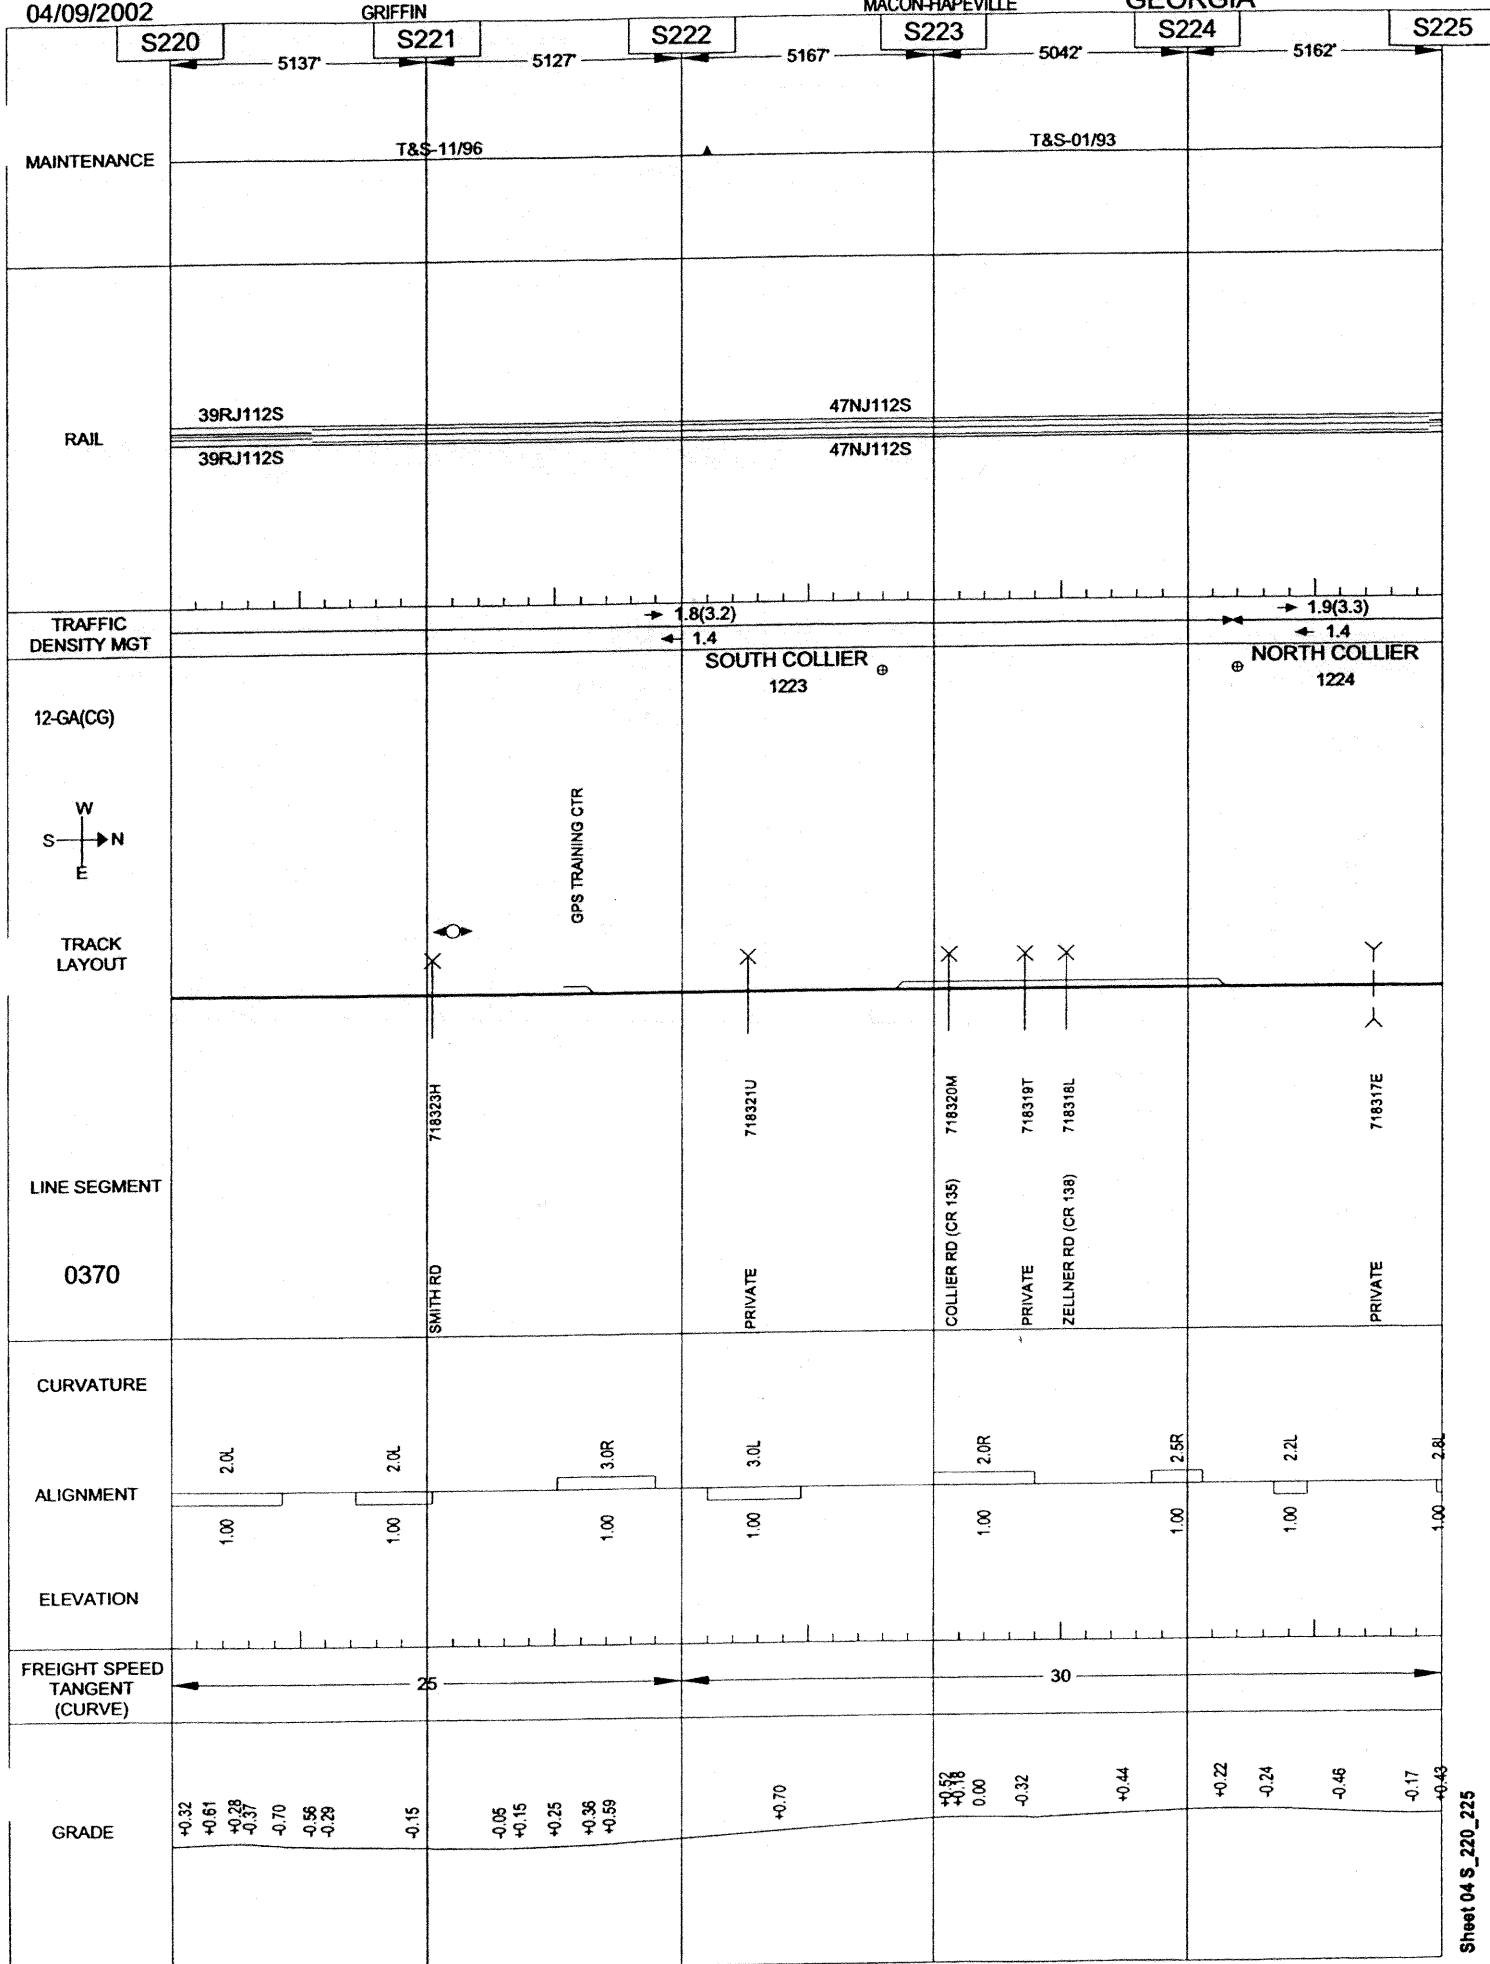 04/09/2002 GRIFFIN MACON-HAPEVILLE GEORGIA
S220 S221 S222 S223 S224 S225
5137' 5127' 5167' 5042' 5162'
MAINTENANCE T&S-11/96 T&S-01/93
39RJ112S 47NJ112S
RAIL
39RJ112S 47NJ112S
TRAFFIC
DENSITY MGT
1.8(3.2) 1.9(3.3)
1.4 1.4
SOUTH COLLIER NORTH COLLIER
1223 1224
12-GA(CG)
W
S N
E
GPS TRAINING CTR
TRACK
LAYOUT
718323H 718321U 718320M 718319T 718318L 718317E
LINE SEGMENT
0370
SMITH RD PRIVATE COLLIER RD (CR 135) PRIVATE ZELLNER RD (CR 138) PRIVATE
CURVATURE
2.0L 2.0L 3.0R 3.0L 2.0R 2.5R 2.2L 2.8L
ALIGNMENT
1.00 1.00 1.00 1.00 1.00 1.00 1.00 1.00
ELEVATION
FREIGHT SPEED
TANGENT
(CURVE)
25 30
GRADE
+0.32 +0.61 +0.28 -0.37 -0.70 -0.56 -0.29 -0.15 -0.05 +0.15 +0.25 +0.36 +0.59 +0.70 +0.52 +0.18 0.00 -0.32 +0.44 +0.22 -0.24 -0.46 -0.17 +0.43
Sheet 04 S_220_225